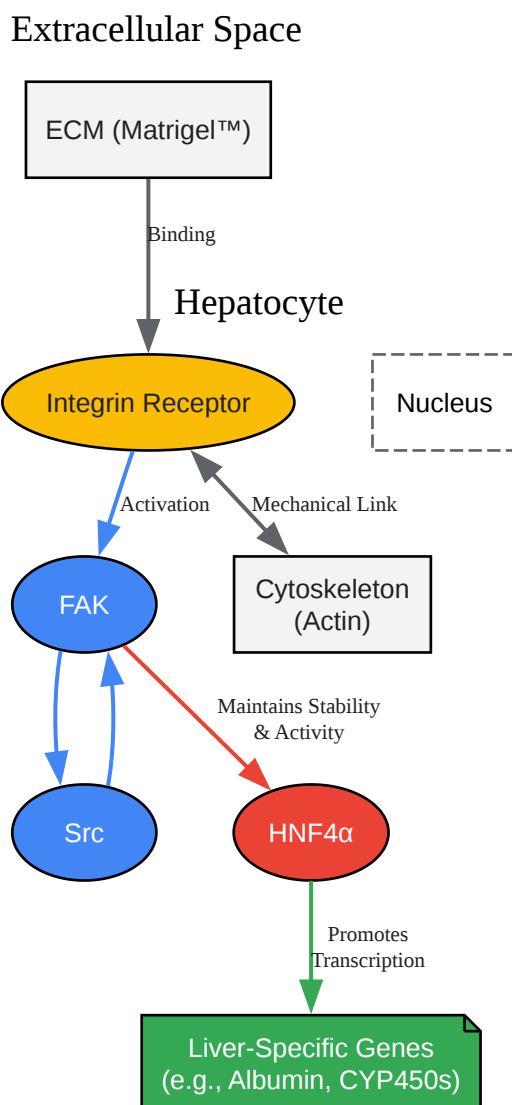 Extracellular Space
ECM (Matrigel™)
Binding
Hepatocyte
Integrin Receptor
Nucleus
Activation
Mechanical Link
FAK
Cytoskeleton
(Actin)
Maintains Stability
& Activity
Src
HNF4α
Promotes
Transcription
Liver-Specific Genes
(e.g., Albumin, CYP450s)